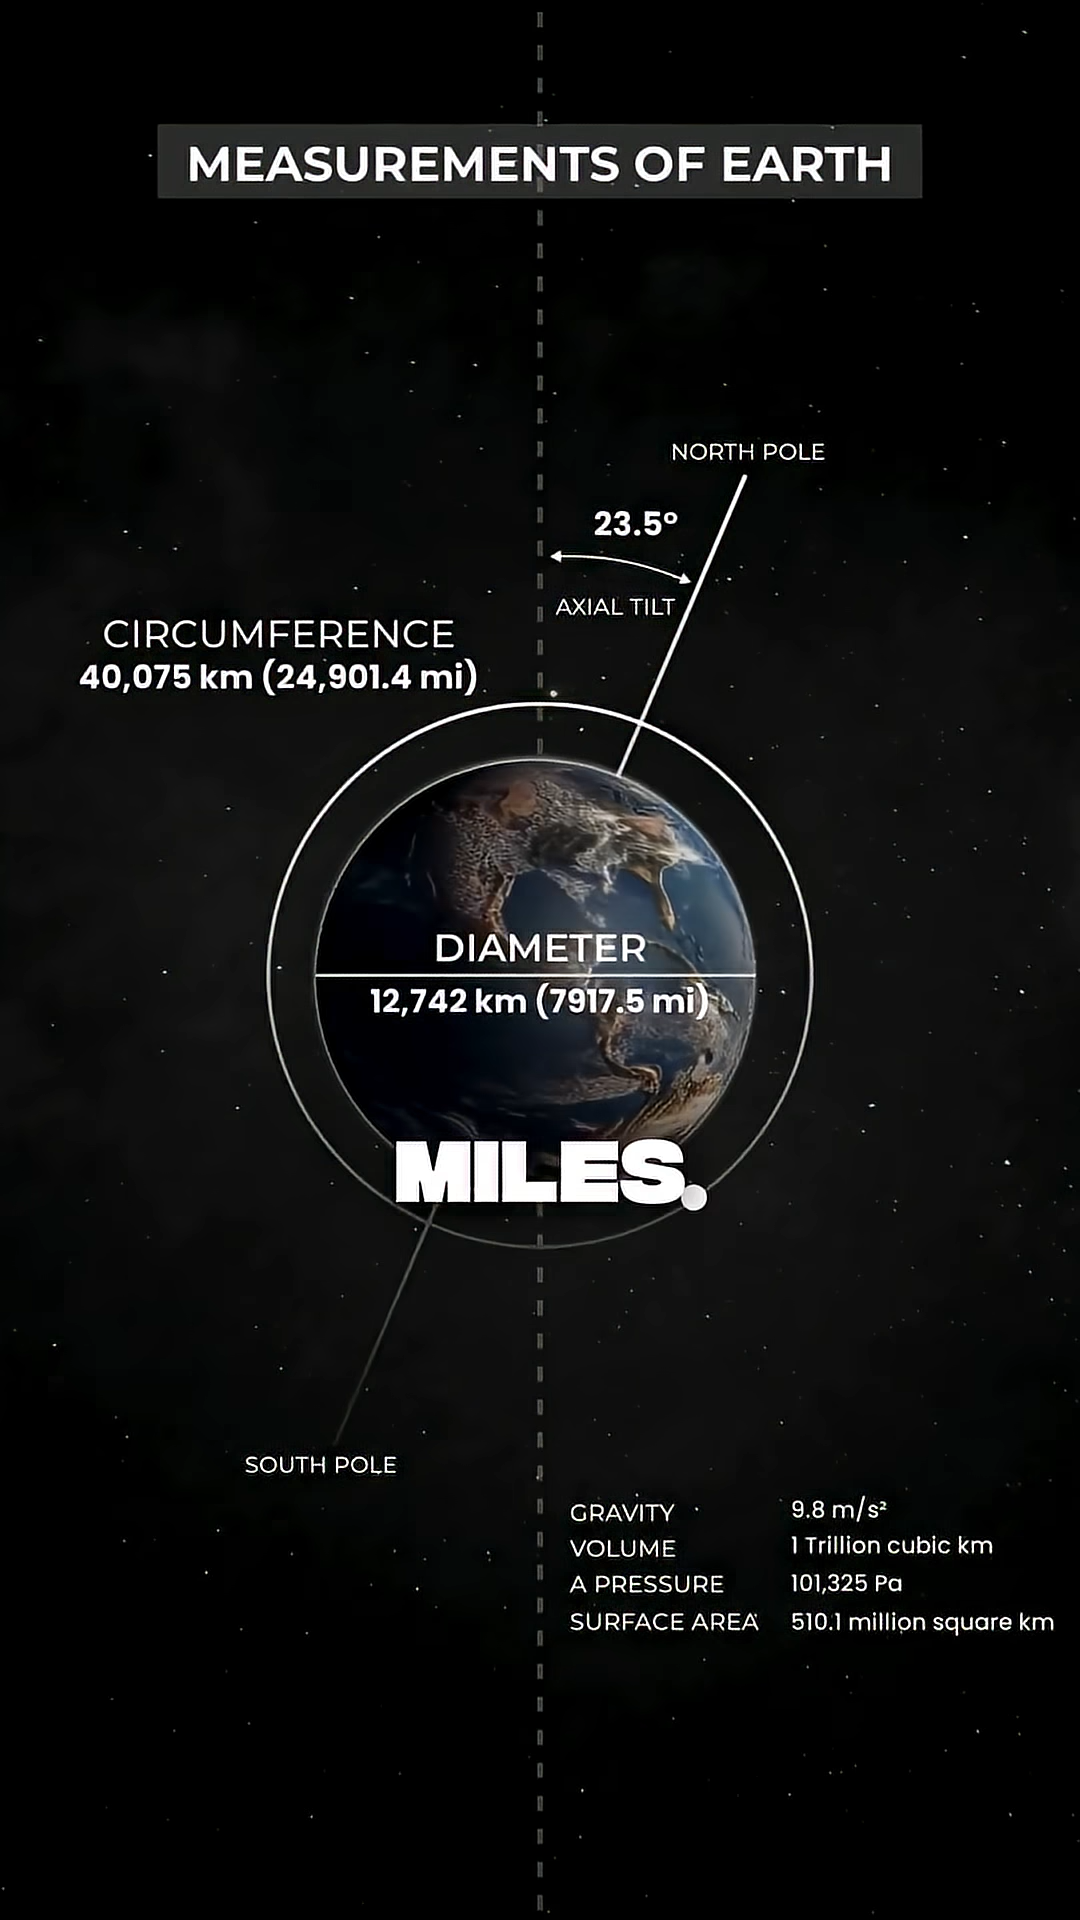 MEASUREMENTS OF EARTH
NORTH POLE
23.5º
AXIAL TILT
CIRCUMFERENCE
40,075 km (24,901.4 mi)
DIAMETER
12,742 km (7917.5 mi)
MILES.
SOUTH POLE
GRAVITY 9.8 m/s²
VOLUME 1 Trillion cubic km
A PRESSURE 101,325 Pa
SURFACE AREA 510.1 million square km